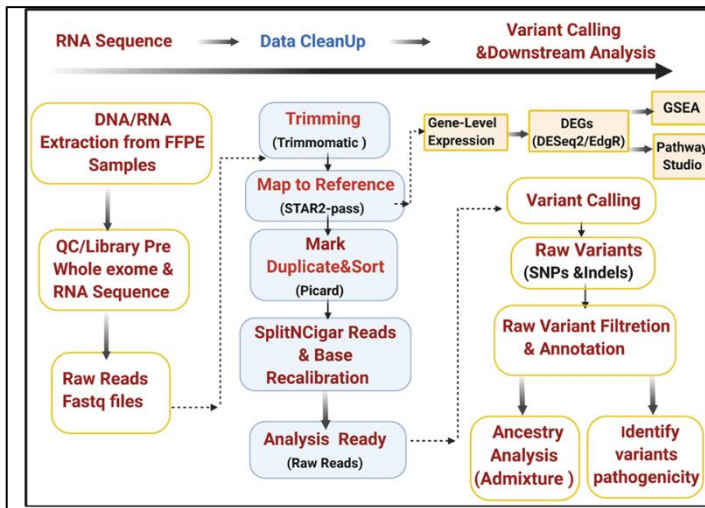 RNA Sequence
Data CleanUp
Variant Calling
&Downstream Analysis
DNA/RNA
Extraction from FFPE
Samples
QC/Library Pre
Whole exome &
RNA Sequence
Raw Reads
Fastq files
Trimming
(Trimmomatic )
Map to Reference
(STAR2-pass)
Mark
Duplicate&Sort
(Picard)
SplitNCigar Reads
& Base
Recalibration
Analysis Ready
(Raw Reads)
Gene-Level
Expression
DEGs
(DESeq2/EdgR)
GSEA
Pathway
Studio
Variant Calling
Raw Variants
(SNPs &Indels)
Raw Variant Filtretion
& Annotation
Ancestry
Analysis
(Admixture )
Identify
variants
pathogenicity